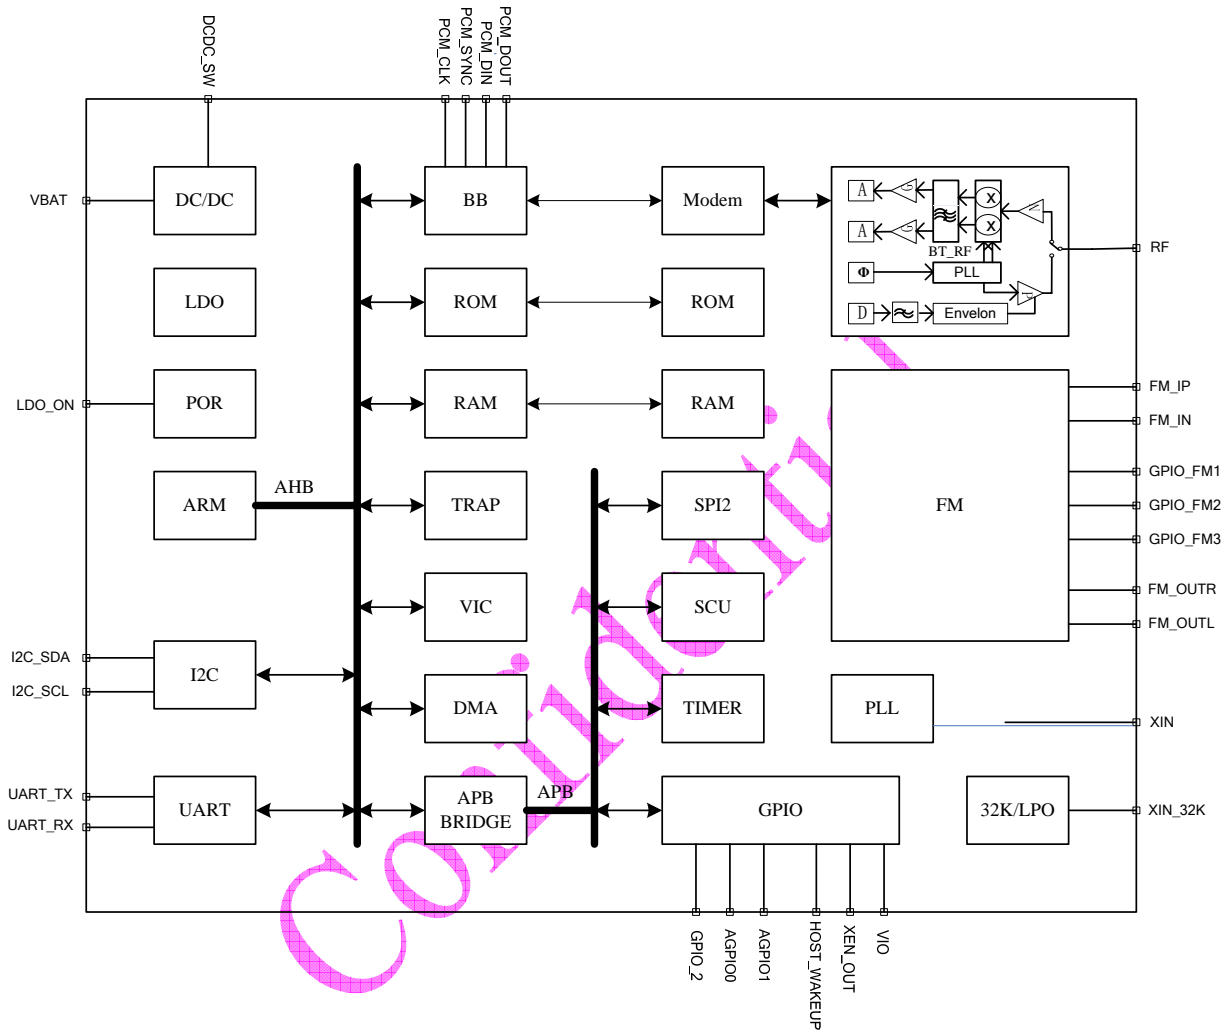 DCDC_SW
PCM_CLK
PCM_SYNC
PCM_DIN
PCM_DOUT
VBAT
DC/DC
BB
Modem
A
G
X
N
A
G
X
BT_RF
RF
Φ
PLL
D
Envelon
LDO
ROM
ROM
LDO_ON
POR
RAM
RAM
FM_IP
FM_IN
ARM
AHB
TRAP
SPI2
FM
GPIO_FM1
GPIO_FM2
GPIO_FM3
VIC
SCU
FM_OUTR
FM_OUTL
I2C_SDA
I2C_SCL
I2C
DMA
TIMER
PLL
XIN
UART_TX
UART_RX
UART
APB
BRIDGE
APB
GPIO
32K/LPO
XIN_32K
GPIO_2
AGPIO0
AGPIO1
HOST_WAKEUP
XEN_OUT
VIO